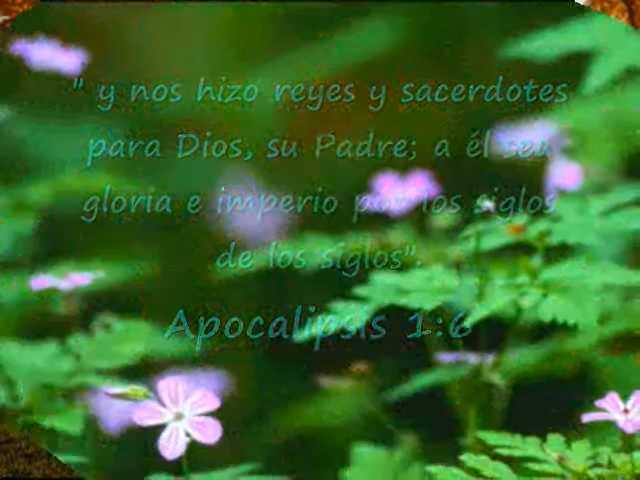 " y nos hizo reyes y sacerdotes
para Dios, su Padre; a él sea
gloria e imperio por los siglos
de los siglos".
Apocalipsis 1:6